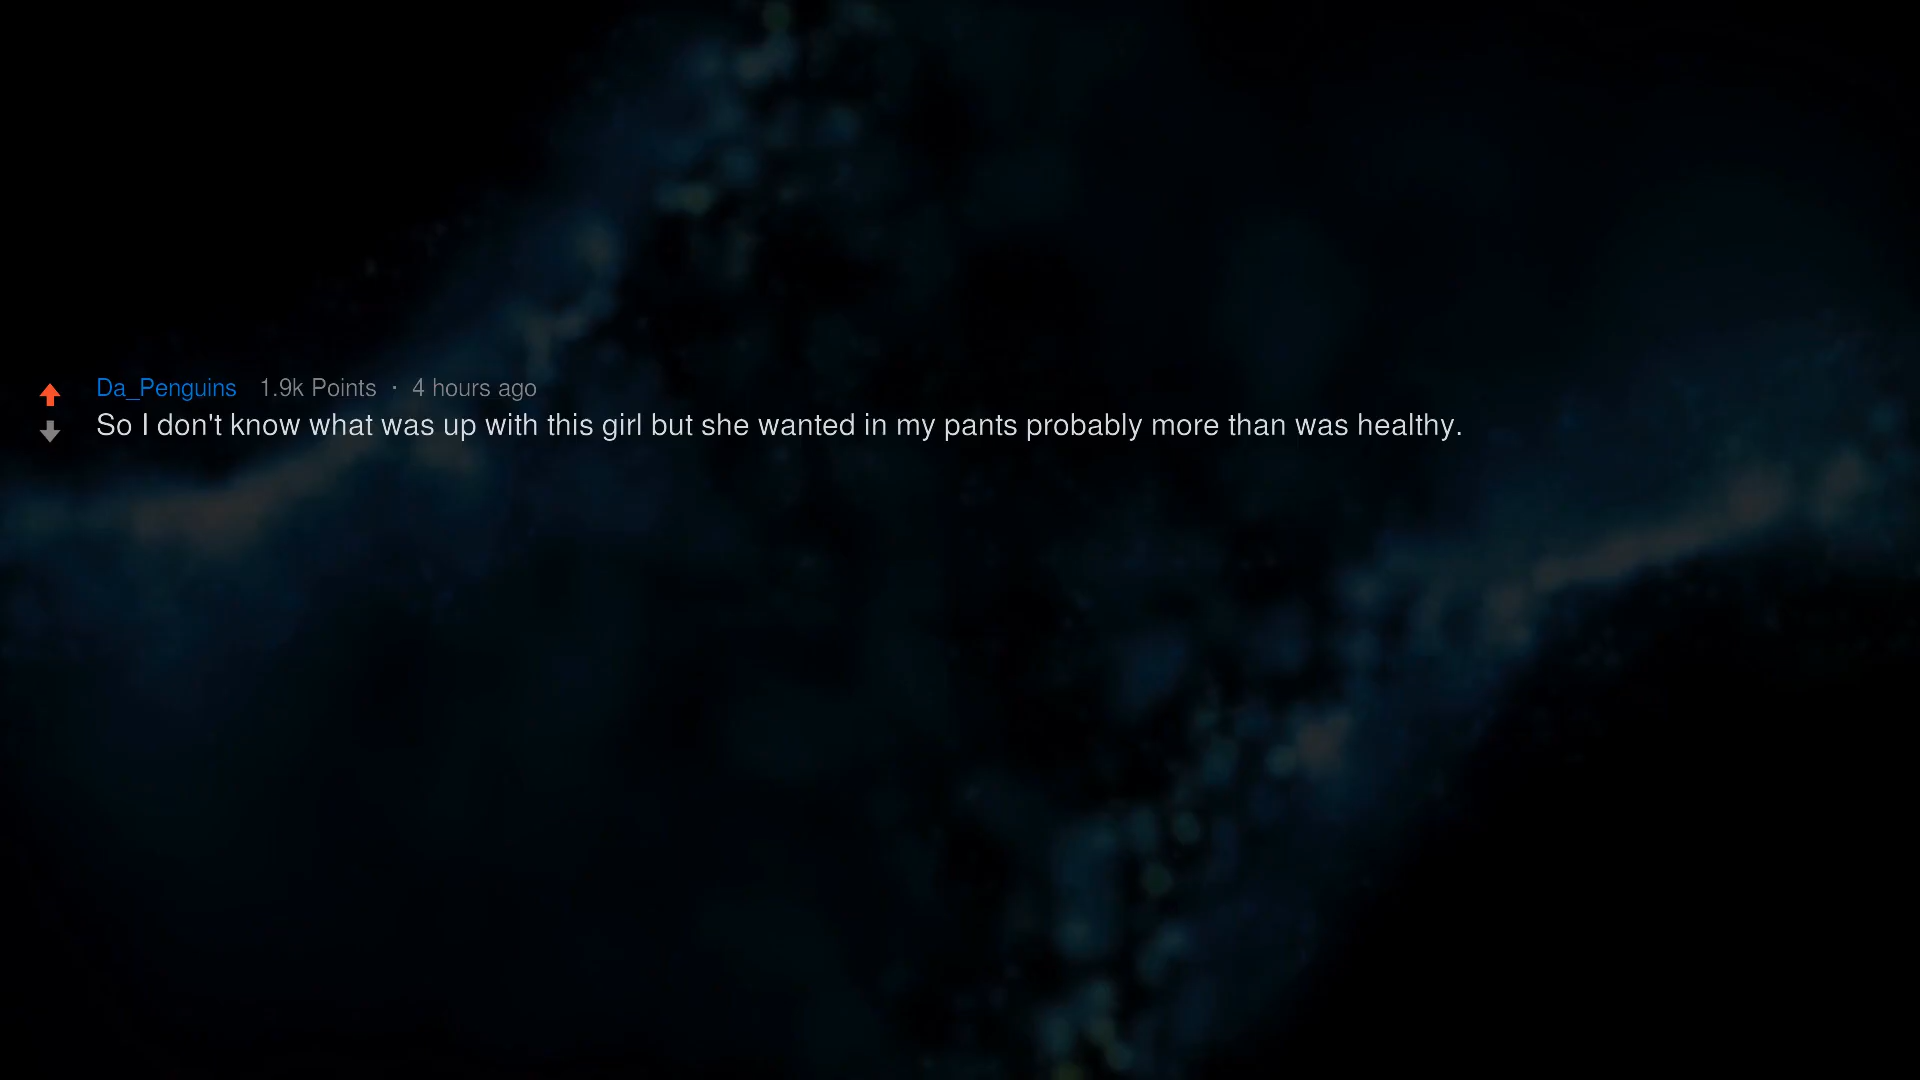 Da_Penguins 1.9k Points · 4 hours ago
So I don't know what was up with this girl but she wanted in my pants probably more than was healthy.